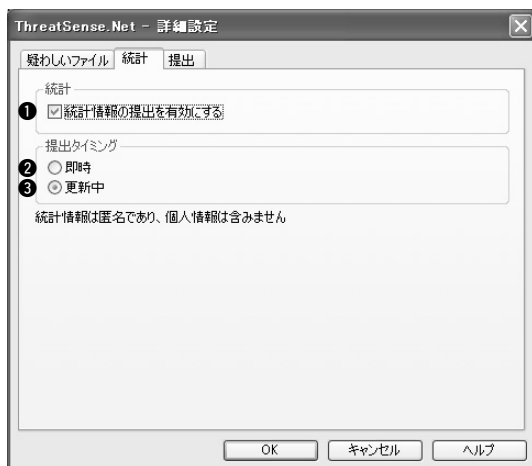 ThreatSense.Net - 詳細設定
疑わしいファイル 統計 提出
統計
❶ 統計情報の提出を有効にする
提出タイミング
❷ 即時
❸ 更新中
統計情報は匿名であり、個人情報は含みません
OK キャンセル ヘルプ